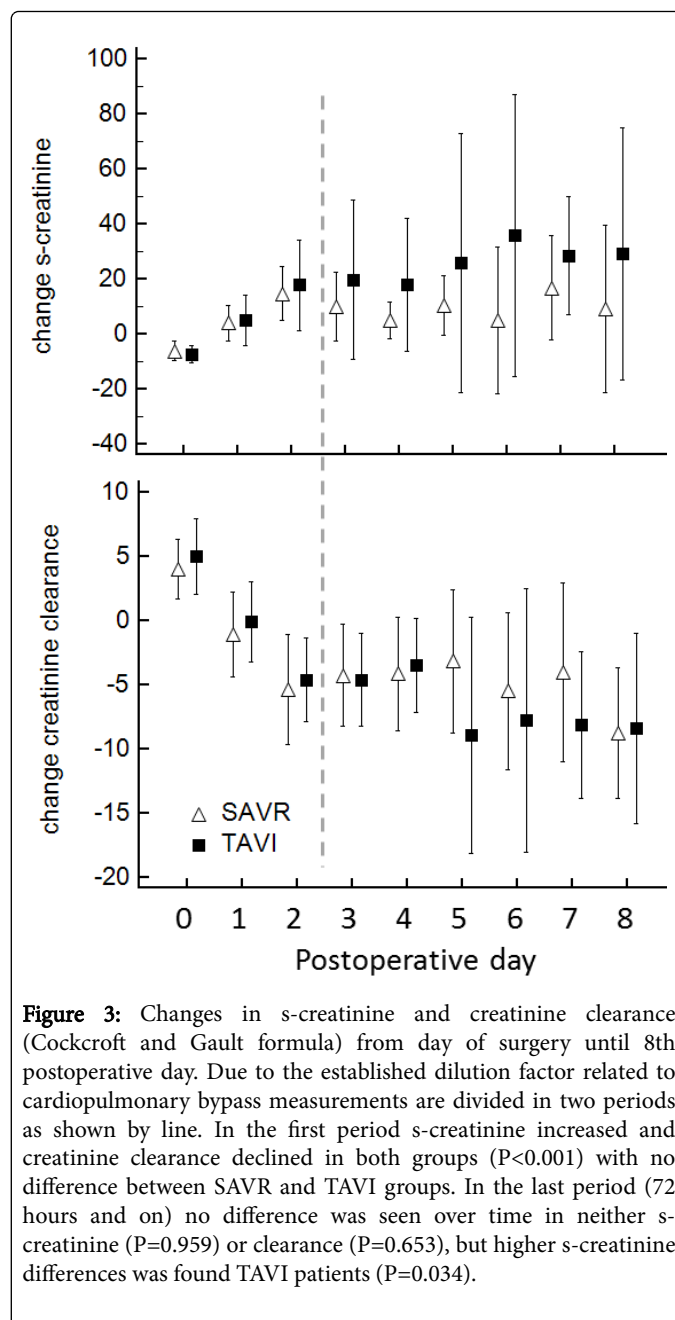 100
80
60
40
20
0
-20
-40
change s-creatinine
10
5
0
-5
-10
-15
-20
change creatinine clearance
SAVR
TAVI
0 1 2 3 4 5 6 7 8
Postoperative day
Figure 3: Changes in s-creatinine and creatinine clearance
(Cockcroft and Gault formula) from day of surgery until 8th
postoperative day. Due to the established dilution factor related to
cardiopulmonary bypass measurements are divided in two periods
as shown by line. In the first period s-creatinine increased and
creatinine clearance declined in both groups (P<0.001) with no
difference between SAVR and TAVI groups. In the last period (72
hours and on) no difference was seen over time in neither s-
creatinine (P=0.959) or clearance (P=0.653), but higher s-creatinine
differences was found TAVI patients (P=0.034).